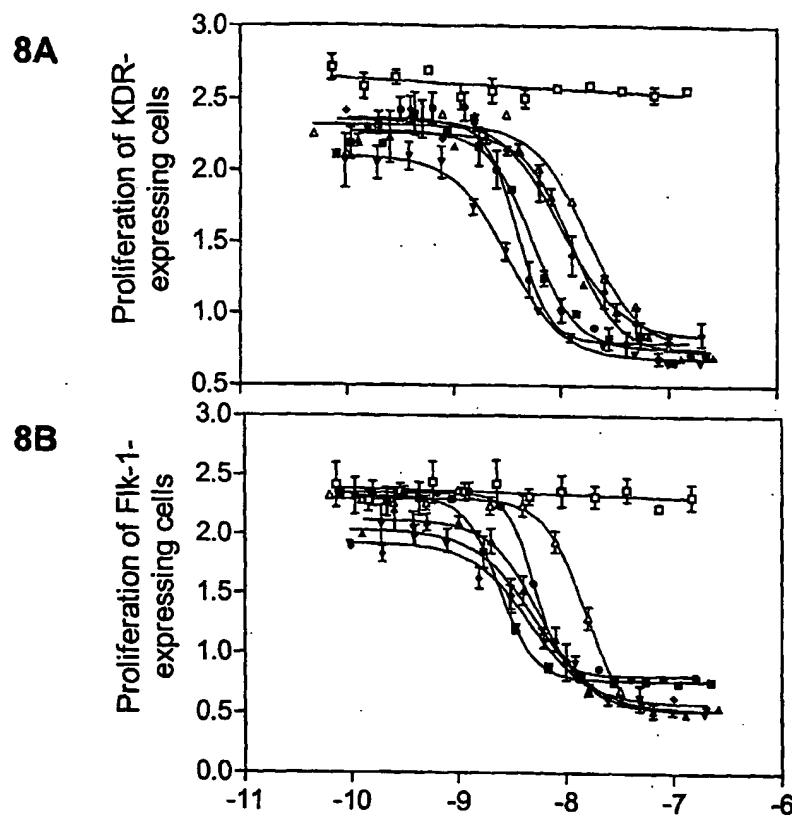 8A
Proliferation of KDR-
expressing cells
3.0
2.5
2.0
1.5
1.0
0.5
8B
Proliferation of Flk-1-
expressing cells
3.0
2.5
2.0
1.5
1.0
0.5
0.0
-11 -10 -9 -8 -7 -6